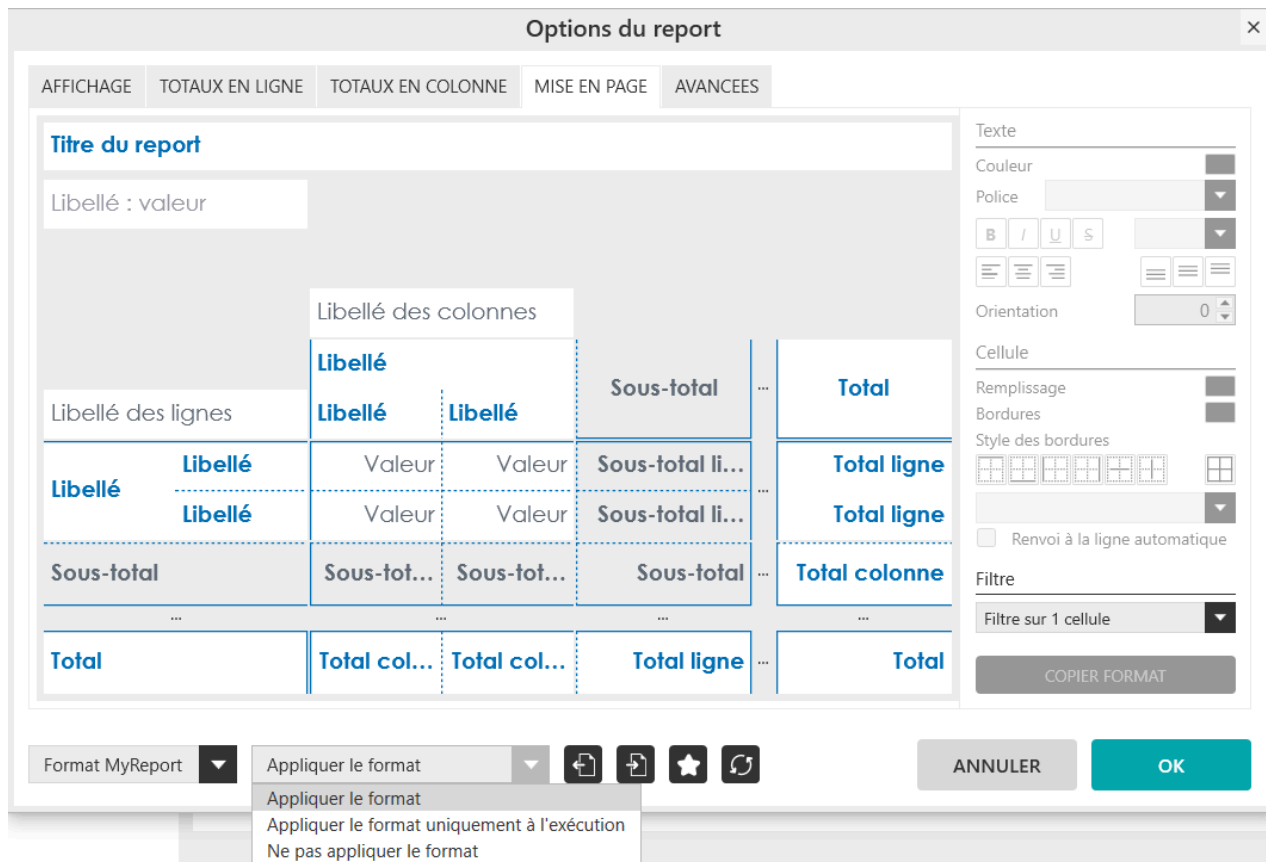 Options du report
AFFICHAGE TOTAUX EN LIGNE TOTAUX EN COLONNE MISE EN PAGE AVANCEES
Titre du report
Libellé : valeur
Libellé des colonnes
Libellé
Sous-total ... Total
Libellé des lignes Libellé Libellé
Libellé Valeur Valeur Sous-total li... Total ligne
Libellé ...
Libellé Valeur Valeur Sous-total li... Total ligne
Sous-total Sous-tot... Sous-tot... Sous-total ... Total colonne
... ... ... ...
Total Total col... Total col... Total ligne ... Total
Texte
Couleur
Police
B I U S
Orientation 0
Cellule
Remplissage
Bordures
Style des bordures
Renvoi à la ligne automatique
Filtre
Filtre sur 1 cellule
COPIER FORMAT
Format MyReport Appliquer le format ANNULER OK
Appliquer le format
Appliquer le format uniquement à l'exécution
Ne pas appliquer le format